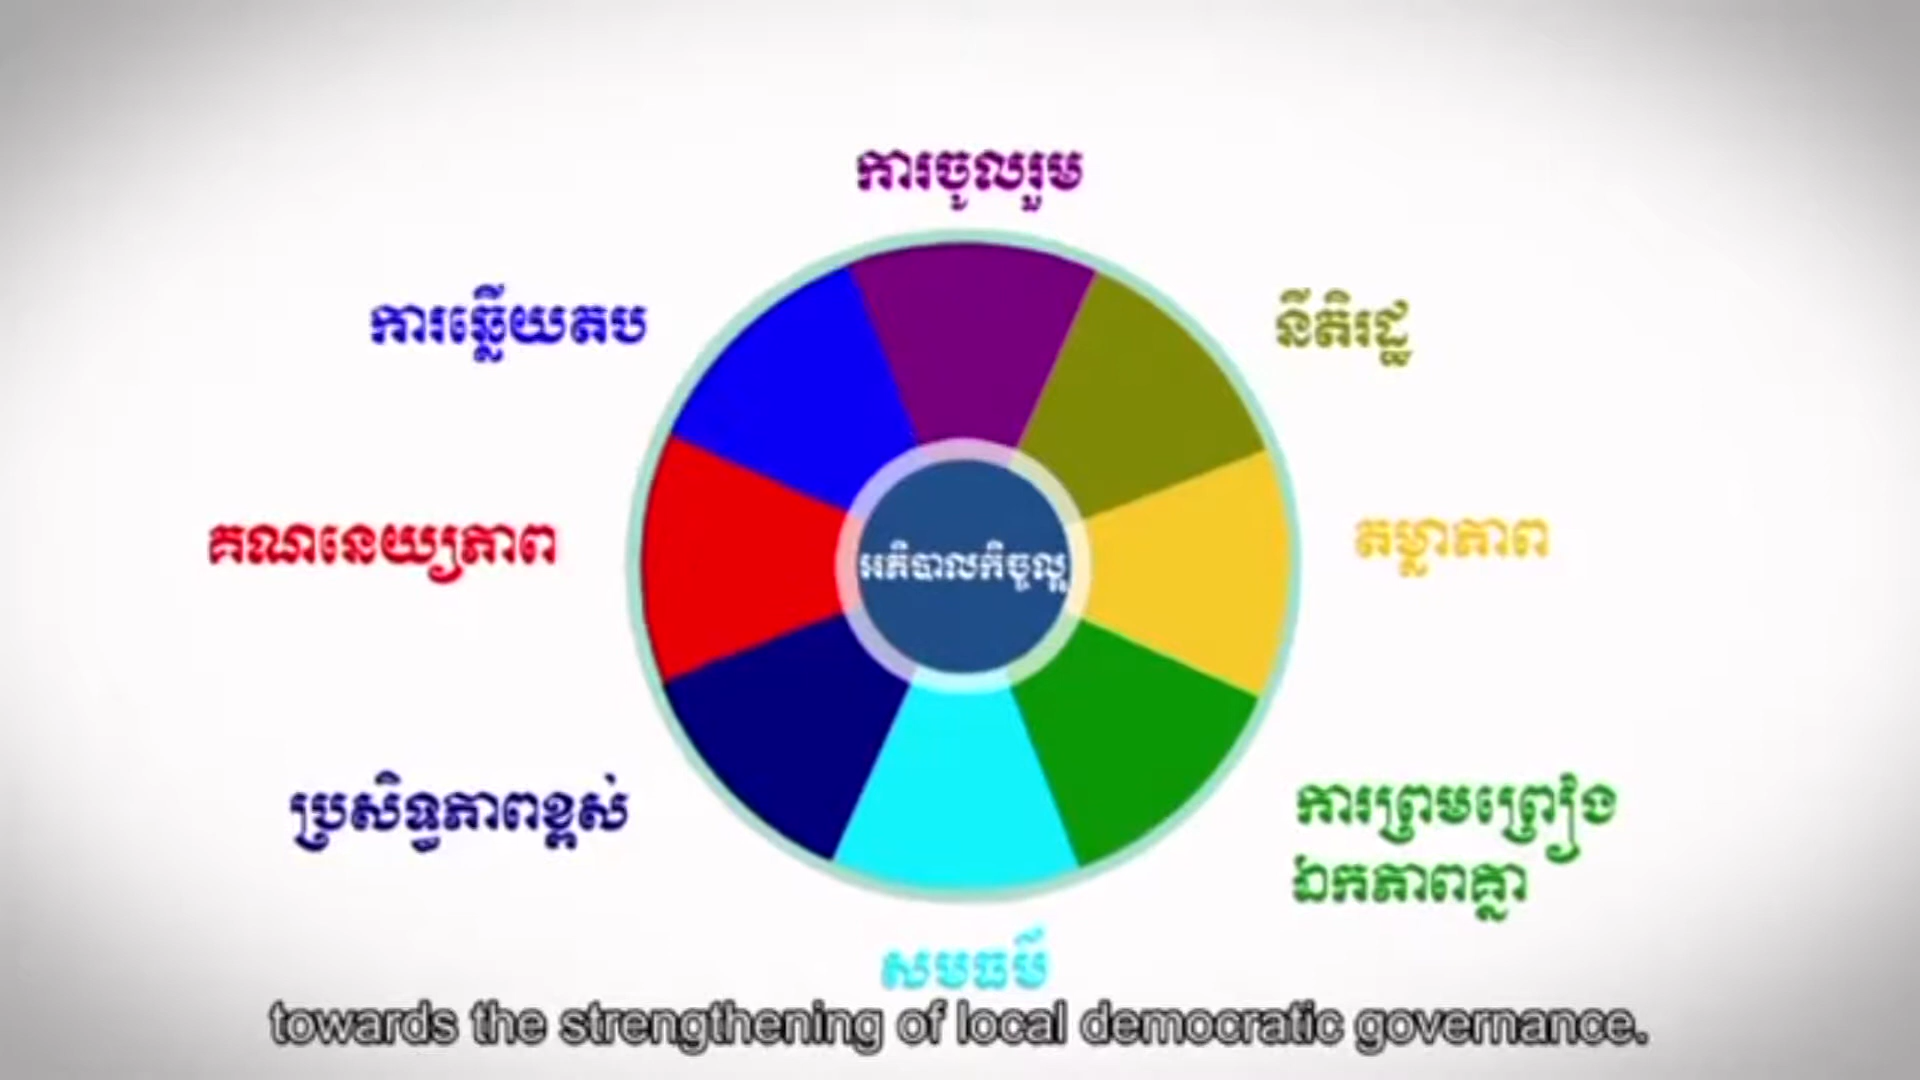 ការចូលរួម
ការឆ្លើយតប
នីតិរដ្ឋ
គណនេយ្យភាព
អភិបាលកិច្ចល្អ
តម្លាភាព
ប្រសិទ្ធភាពខ្ពស់
ការព្រមព្រៀង
ឯកភាពគ្នា
សមធម៌
towards the strengthening of local democratic governance.